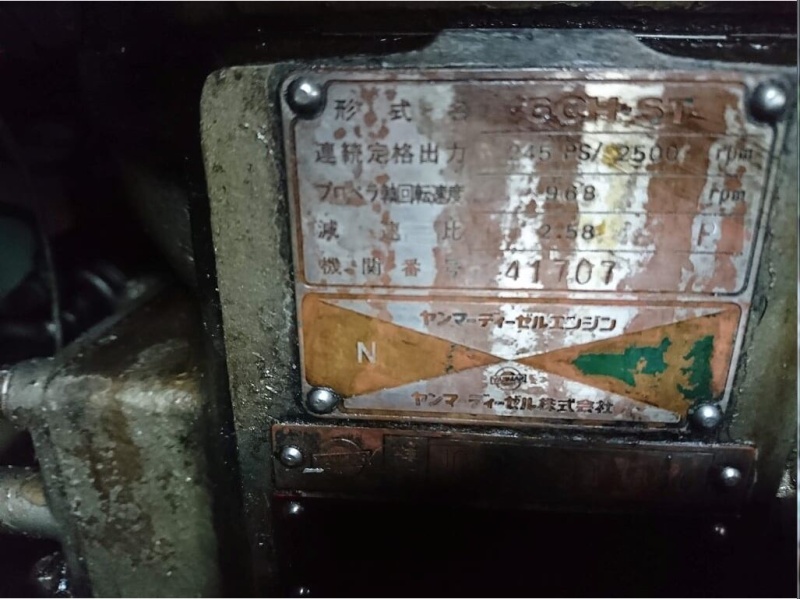 形式名 6CH-ST
連続定格出力 245 PS/ 2500 rpm
プロペラ軸回転速度 968 rpm
減速比 2.58
機関番号 41707
ヤンマーディーゼルエンジン
N
ヤンマーディーゼル株式会社